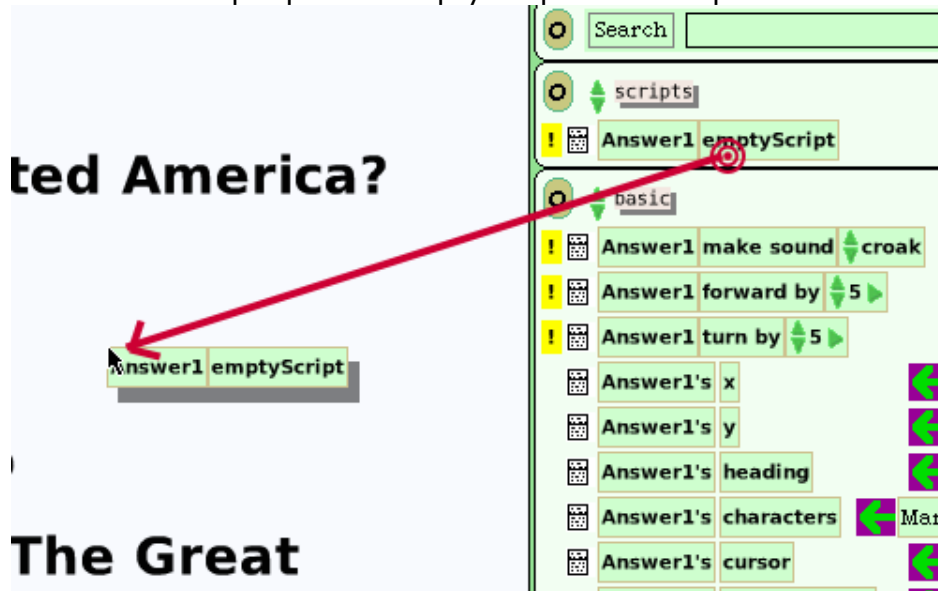 Search
scripts
! Answer1 emptyScript
ted America?
basic
! Answer1 make sound croak
! Answer1 forward by 5
! Answer1 turn by 5
Answer1 emptyScript
Answer1's x
Answer1's y
Answer1's heading
Answer1's characters Mar
The Great
Answer1's cursor